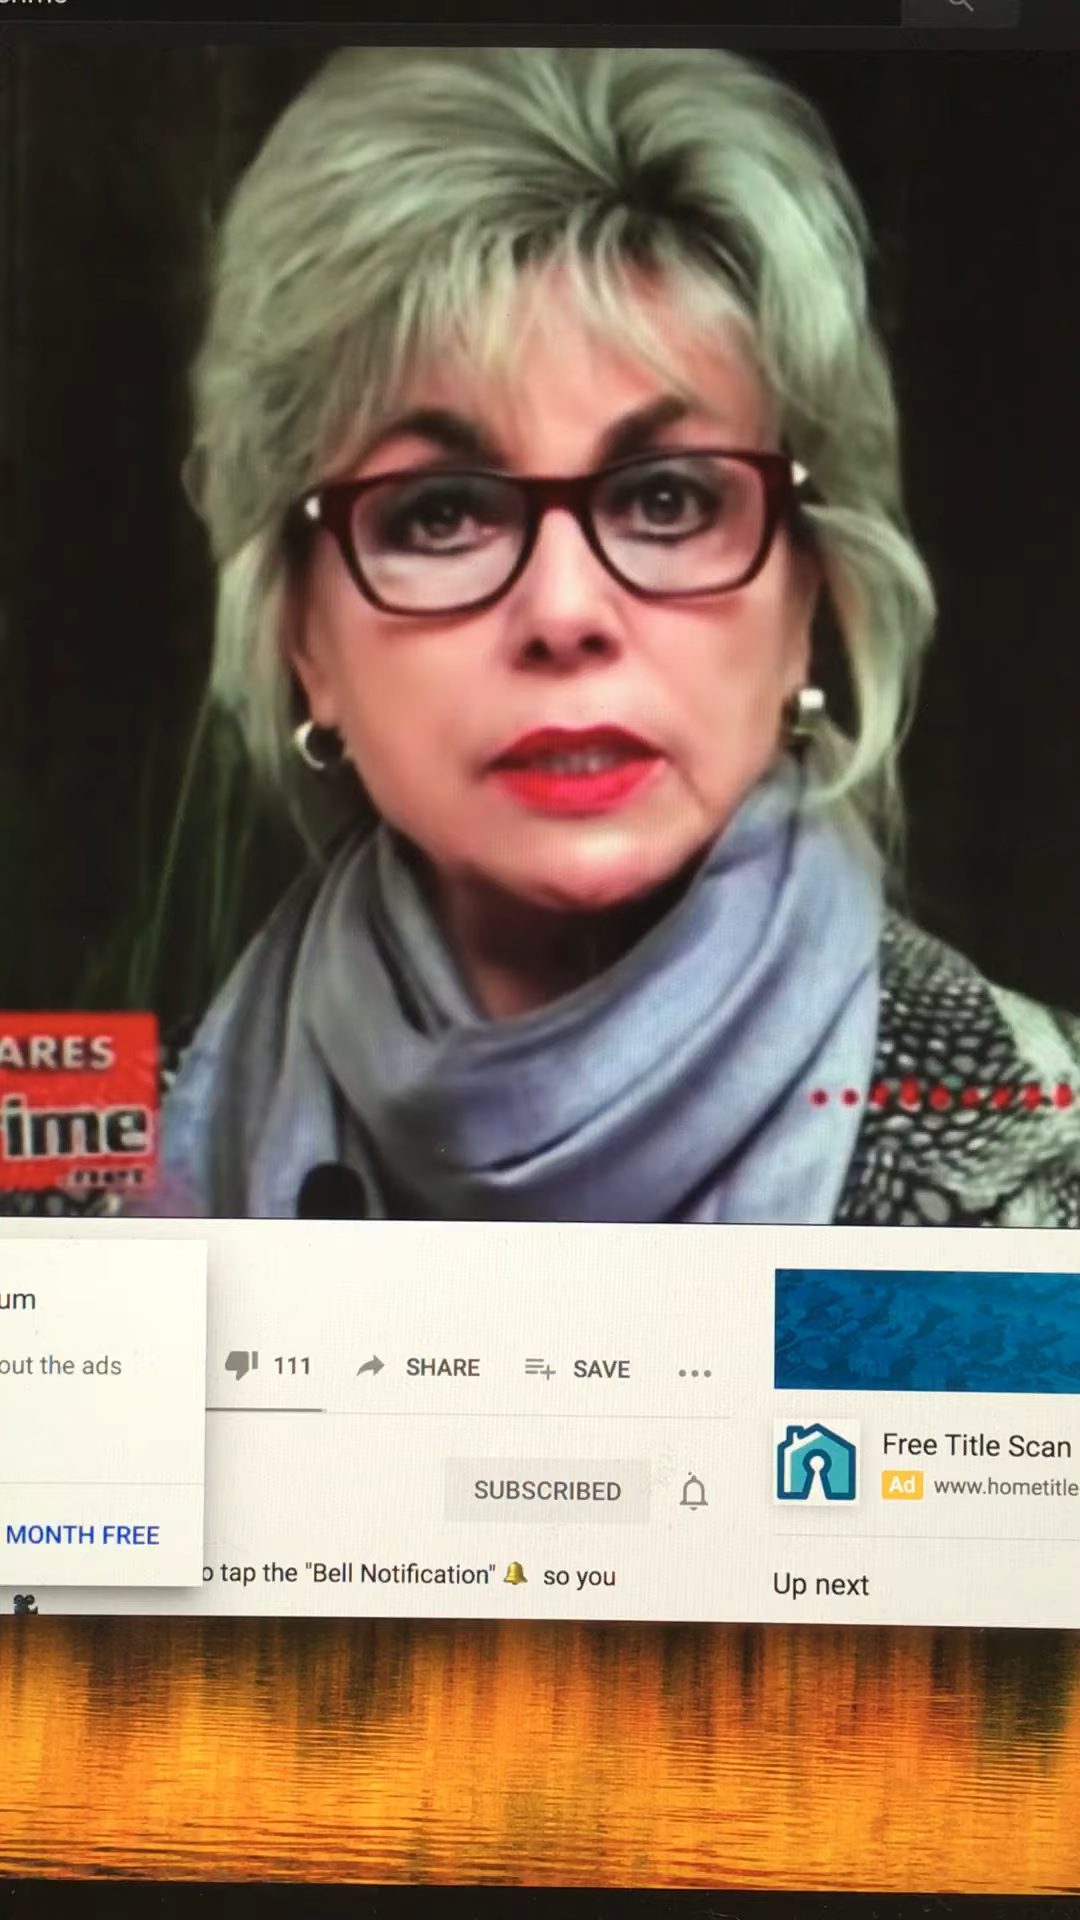 ARES
ime
.net
um
out the ads
111
SHARE
SAVE
SUBSCRIBED
MONTH FREE
o tap the "Bell Notification" 🔔 so you
Free Title Scan
Ad www.hometitle
Up next